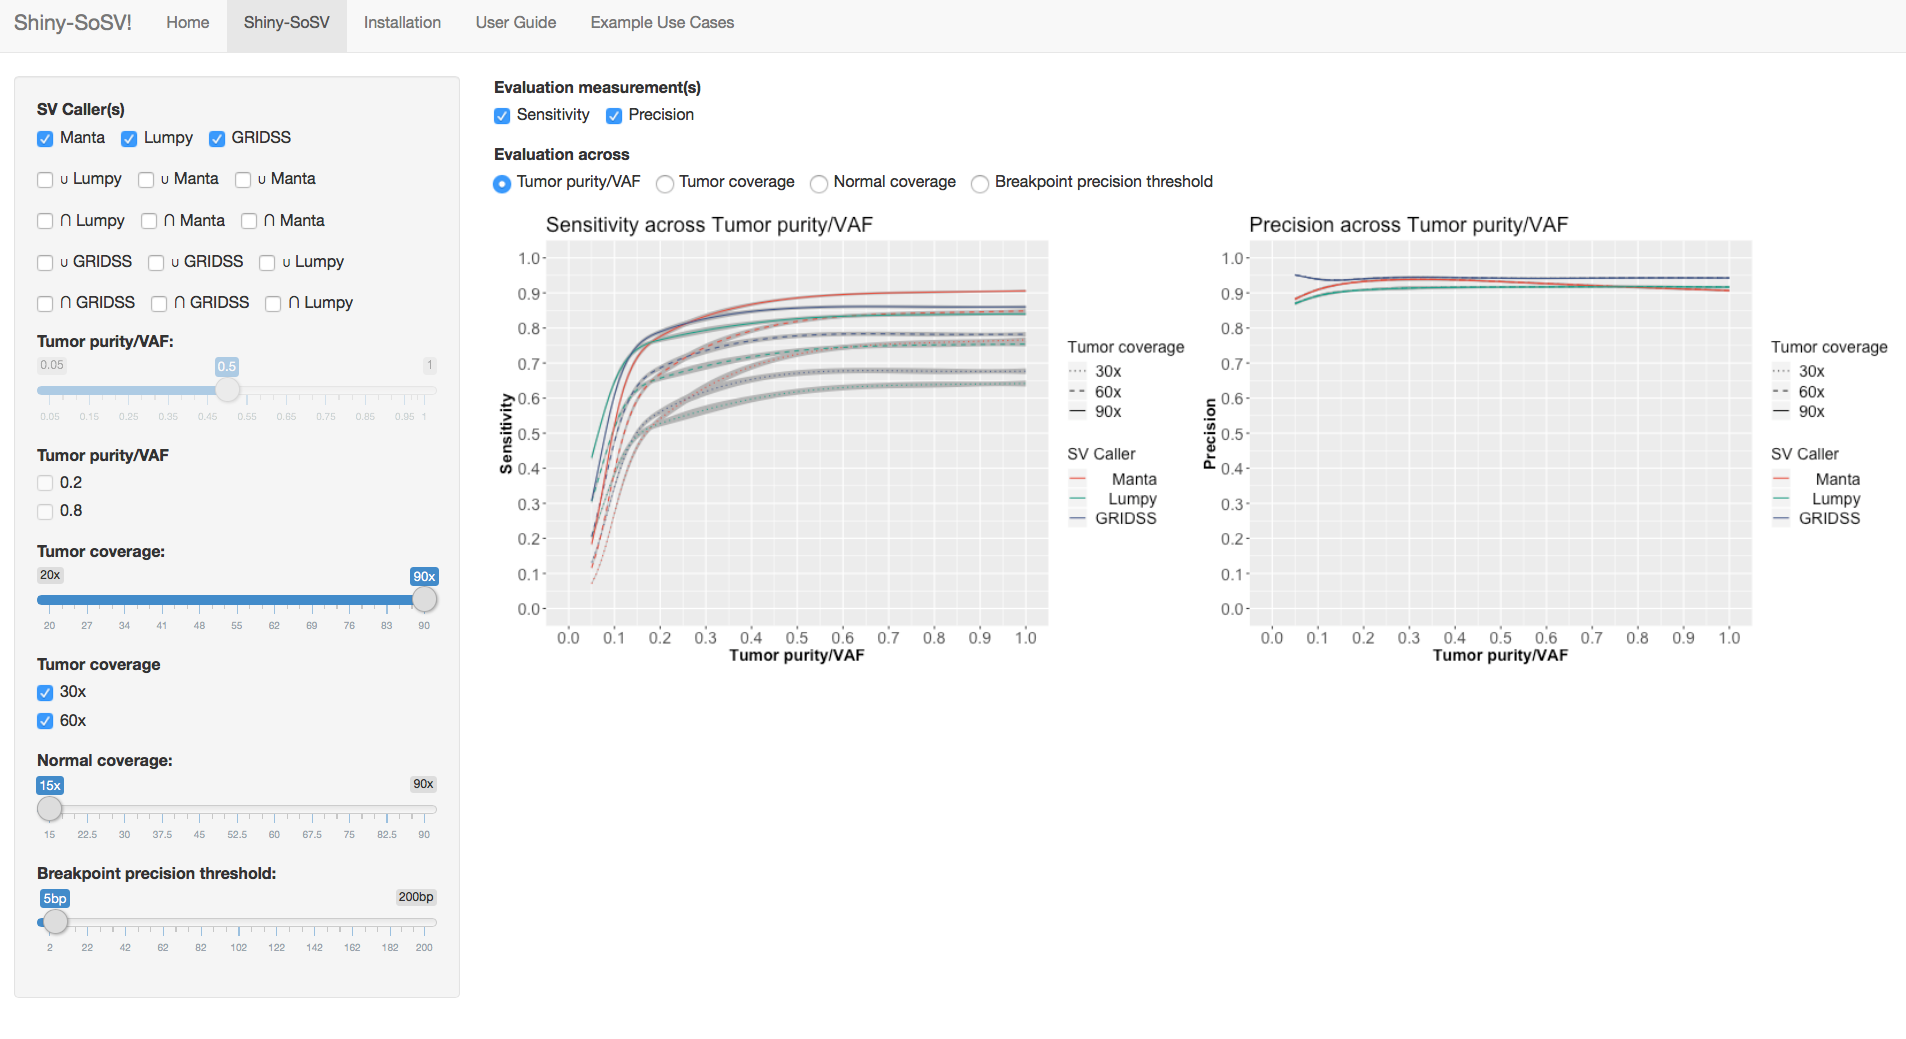 Shiny-SoSV! Home Shiny-SoSV Installation User Guide Example Use Cases
SV Caller(s)
Manta Lumpy GRIDSS
∪ Lumpy ∪ Manta ∪ Manta
∩ Lumpy ∩ Manta ∩ Manta
∪ GRIDSS ∪ GRIDSS ∪ Lumpy
∩ GRIDSS ∩ GRIDSS ∩ Lumpy
Tumor purity/VAF:
0.05 0.5 1
0.05 0.15 0.25 0.35 0.45 0.55 0.65 0.75 0.85 0.95 1
Tumor purity/VAF
0.2
0.8
Tumor coverage:
20x 90x
20 27 34 41 48 55 62 69 76 83 90
Tumor coverage
30x
60x
Normal coverage:
15x 90x
15 22.5 30 37.5 45 52.5 60 67.5 75 82.5 90
Breakpoint precision threshold:
5bp 200bp
2 22 42 62 82 102 122 142 162 182 200
Evaluation measurement(s)
Sensitivity Precision
Evaluation across
Tumor purity/VAF Tumor coverage Normal coverage Breakpoint precision threshold
Sensitivity across Tumor purity/VAF
1.0
0.9
0.8
0.7
0.6
0.5
0.4
0.3
0.2
0.1
0.0
Sensitivity
0.0 0.1 0.2 0.3 0.4 0.5 0.6 0.7 0.8 0.9 1.0
Tumor purity/VAF
Tumor coverage
30x
60x
90x
SV Caller
Manta
Lumpy
GRIDSS
Precision across Tumor purity/VAF
1.0
0.9
0.8
0.7
0.6
0.5
0.4
0.3
0.2
0.1
0.0
Precision
0.0 0.1 0.2 0.3 0.4 0.5 0.6 0.7 0.8 0.9 1.0
Tumor purity/VAF
Tumor coverage
30x
60x
90x
SV Caller
Manta
Lumpy
GRIDSS